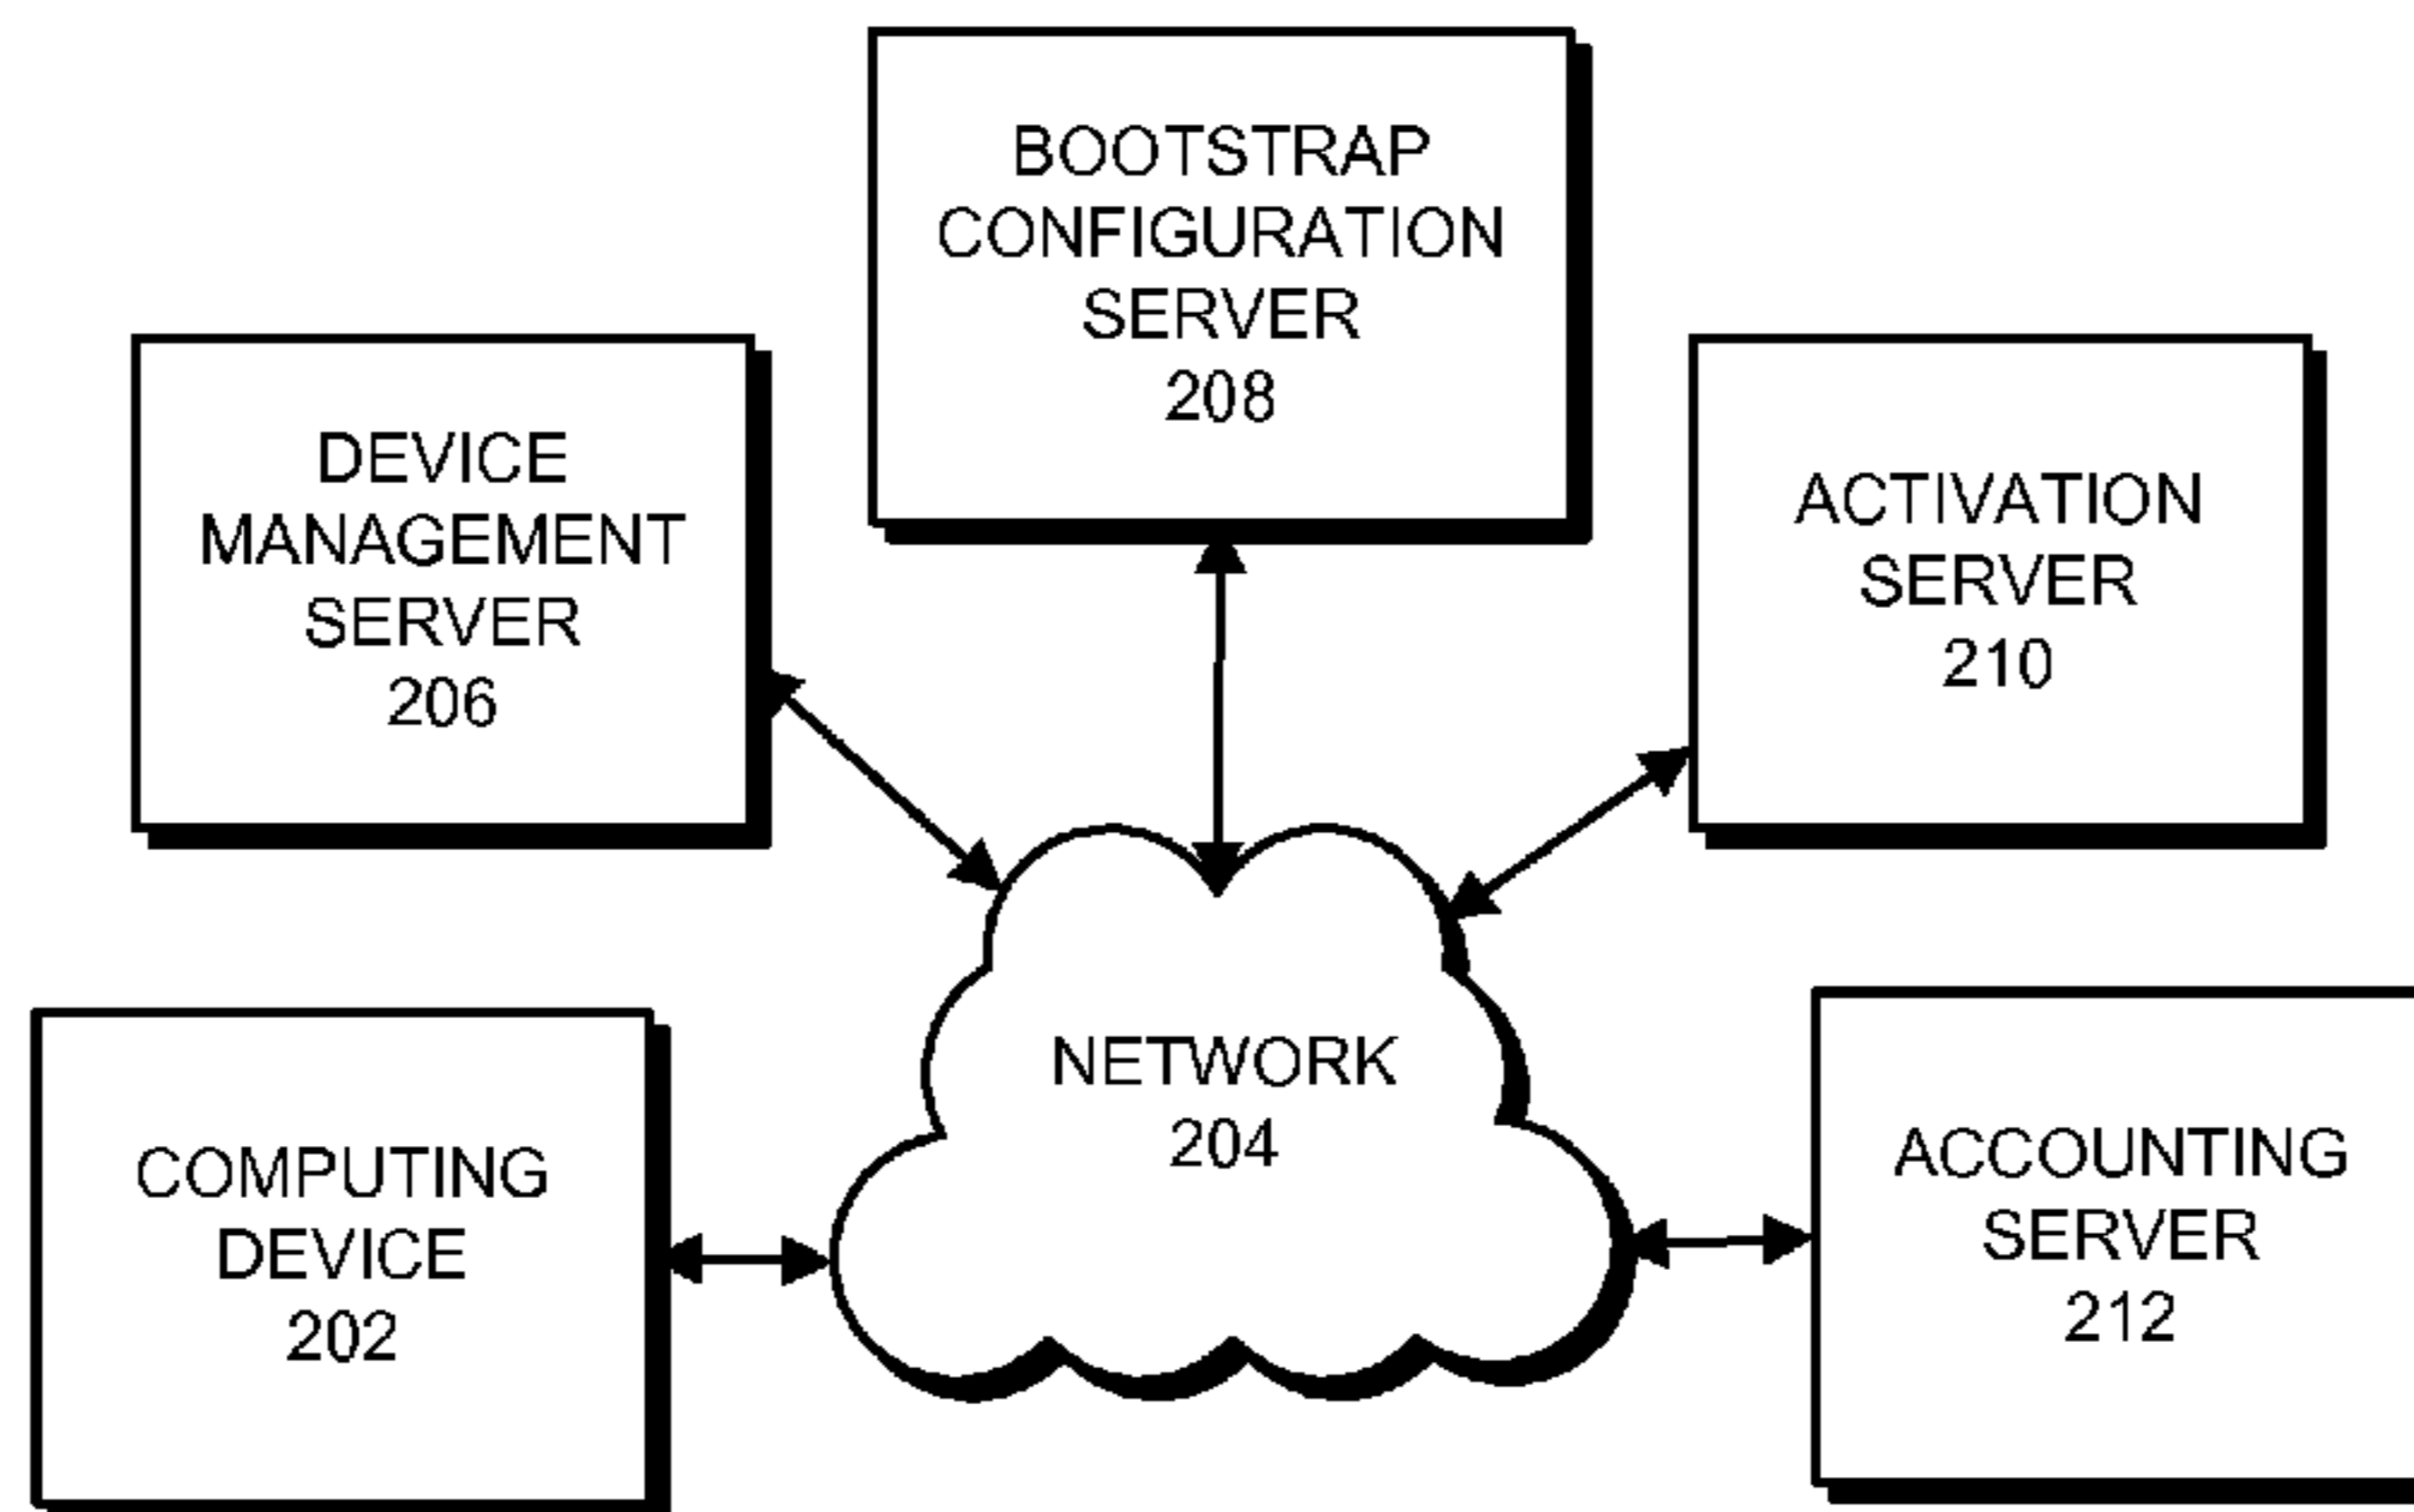 BOOTSTRAP
CONFIGURATION
SERVER
208
DEVICE
MANAGEMENT
SERVER
206
ACTIVATION
SERVER
210
NETWORK
204
COMPUTING
DEVICE
202
ACCOUNTING
SERVER
212